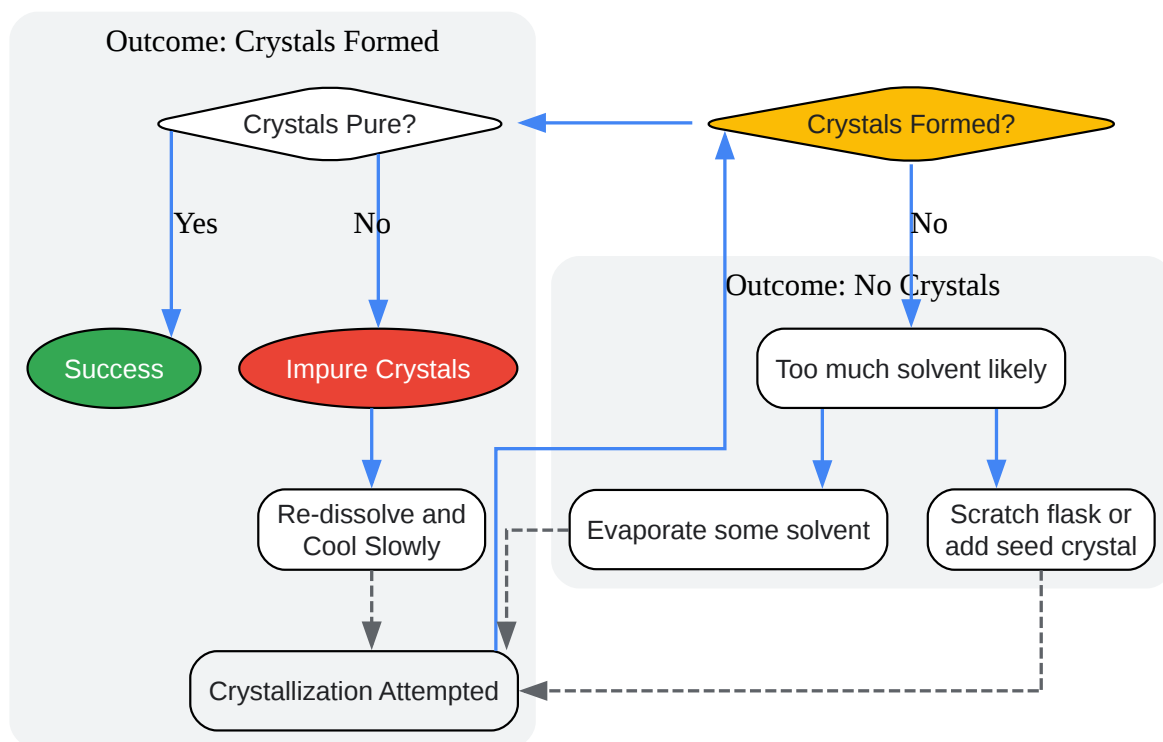 Outcome: Crystals Formed
Crystals Pure?
Crystals Formed?
Yes
No
No
Outcome: No Crystals
Success
Impure Crystals
Too much solvent likely
Re-dissolve and
Cool Slowly
Evaporate some solvent
Scratch flask or
add seed crystal
Crystallization Attempted